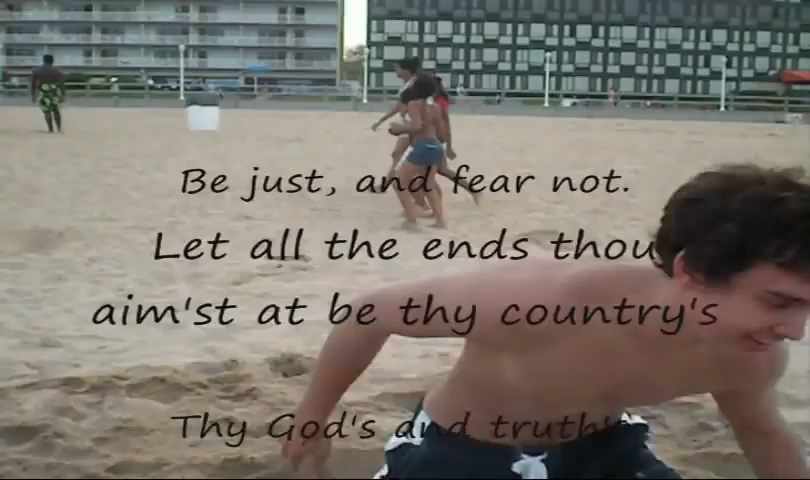 Be just, and fear not.
Let all the ends thou
aim'st at be thy country's
Thy God's and truth's